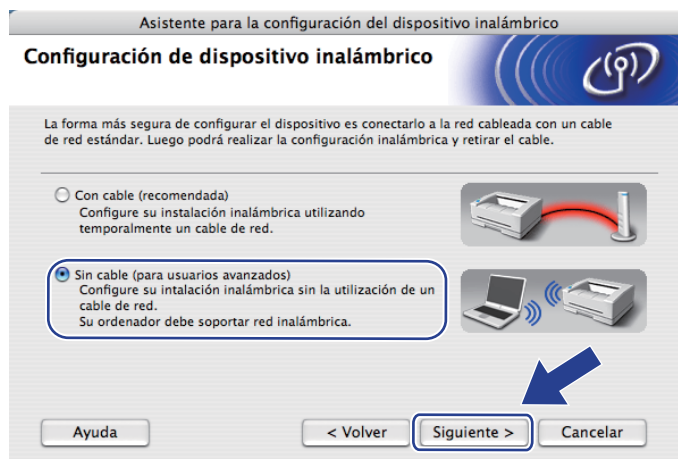 Asistente para la configuración del dispositivo inalámbrico
Configuración de dispositivo inalámbrico
La forma más segura de configurar el dispositivo es conectarlo a la red cableada con un cable
de red estándar. Luego podrá realizar la configuración inalámbrica y retirar el cable.
Con cable (recomendada)
Configure su instalación inalámbrica utilizando
temporalmente un cable de red.
Sin cable (para usuarios avanzados)
Configure su intalación inalámbrica sin la utilización de un
cable de red.
Su ordenador debe soportar red inalámbrica.
Ayuda
< Volver
Siguiente >
Cancelar